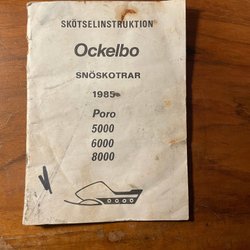 SKÖTSELINSTRUKTION
Ockelbo
SNÖSKOTRAR
1985
Poro
5000
6000
8000